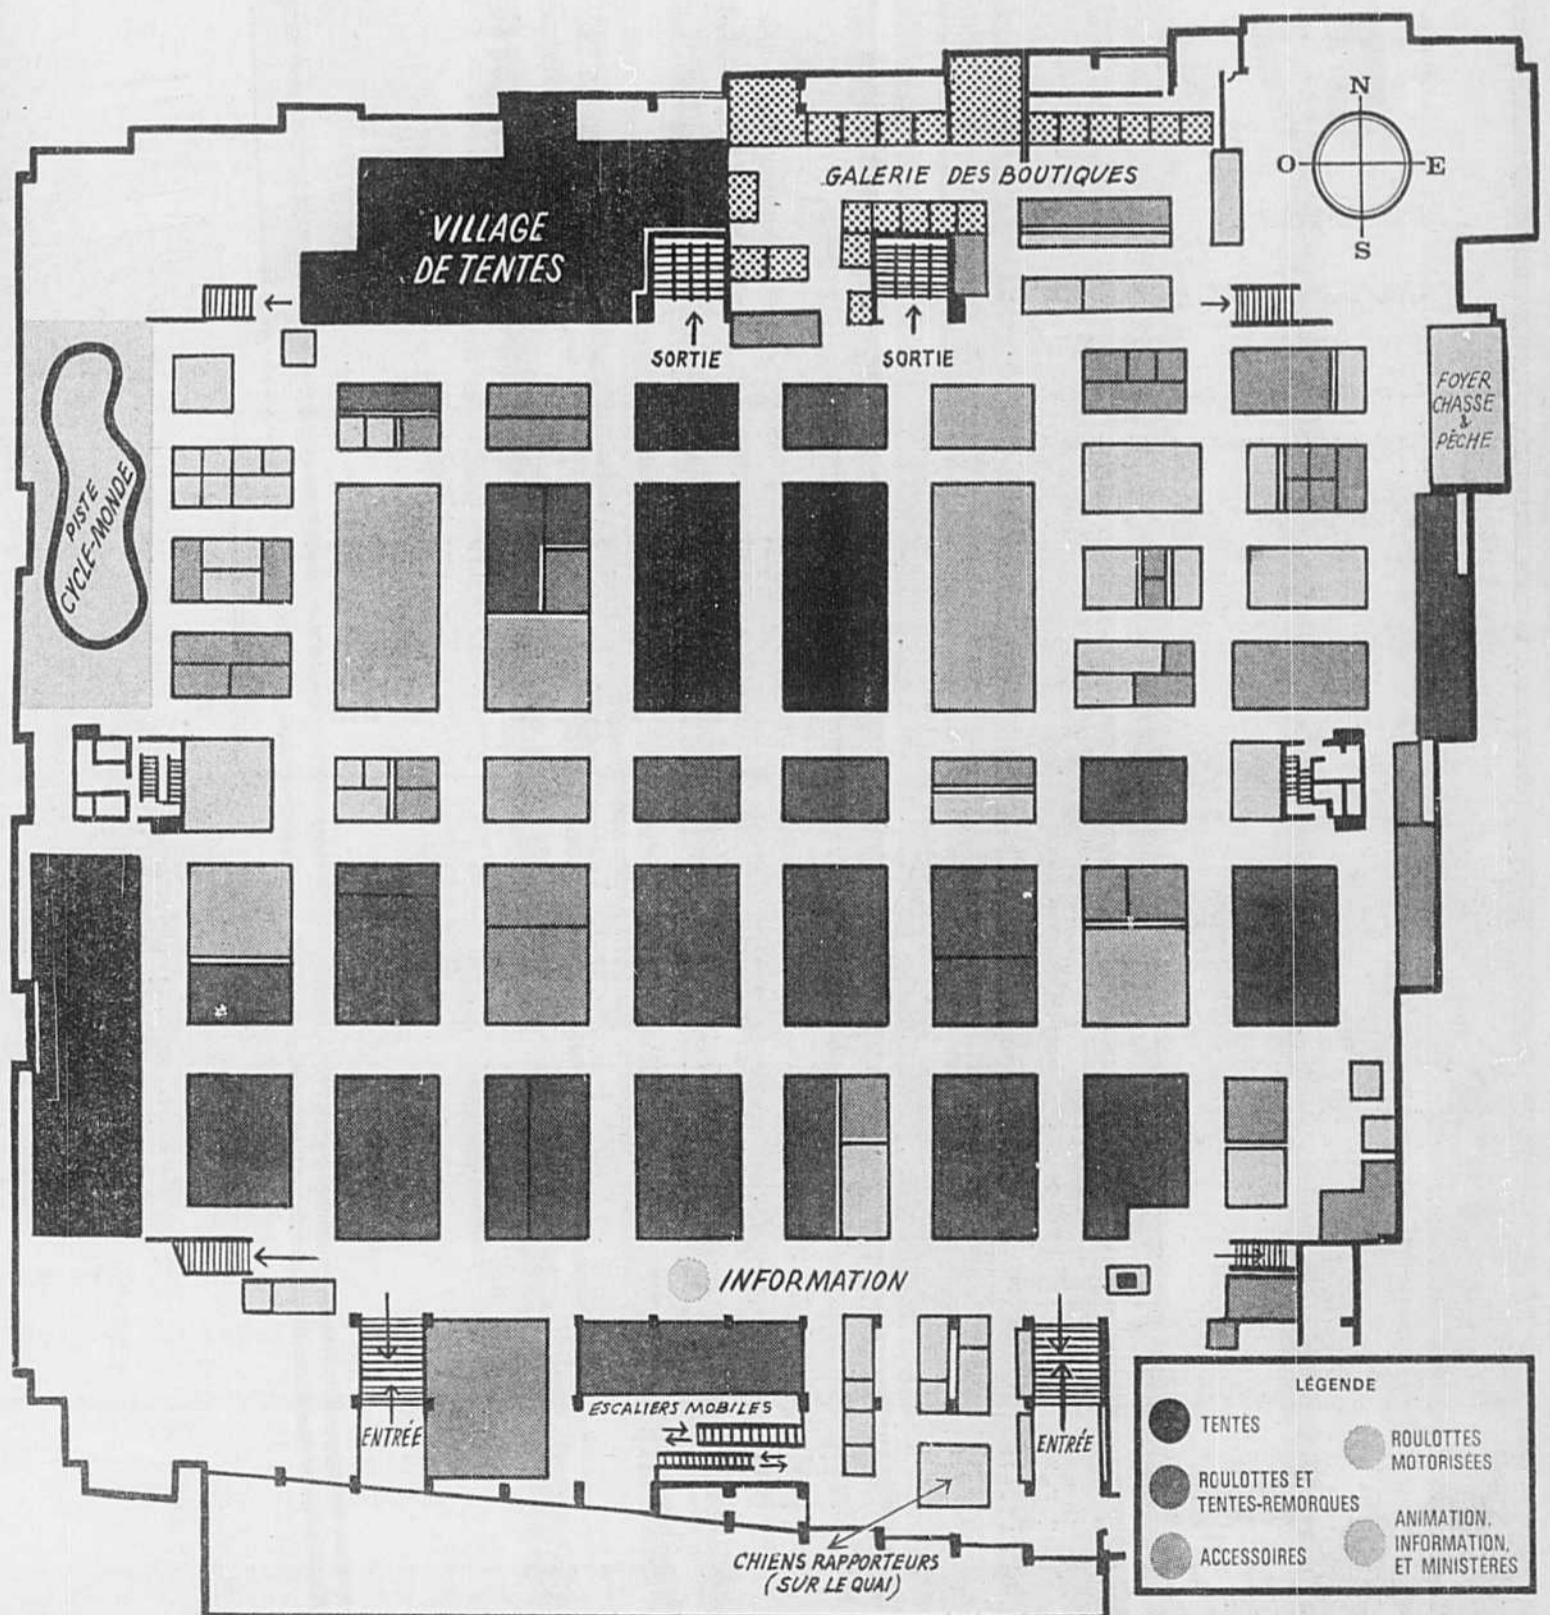 N
O E
S
GALERIE DES BOUTIQUES
VILLAGE
DE TENTES
SORTIE
SORTIE
FOYER
CHASSE
&
PÊCHE
PISTE
CYCLE-MONDE
INFORMATION
ESCALIERS MOBILES
ENTRÉE
ENTRÉE
CHIENS RAPPORTEURS
(SUR LE QUAI)
LÉGENDE
TENTES
ROULOTTES ET
TENTES-REMORQUES
ACCESSOIRES
ROULOTTES
MOTORISÉES
ANIMATION,
INFORMATION,
ET MINISTÈRES